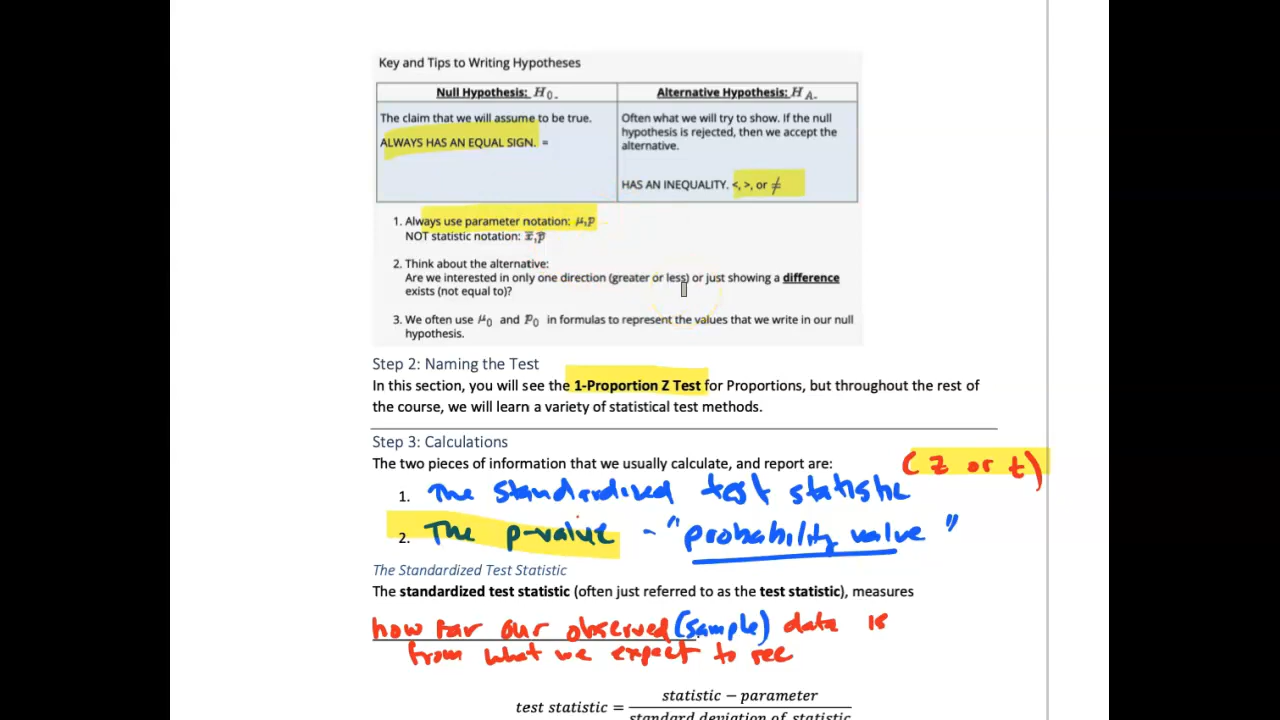 Key and Tips to Writing Hypotheses
Null Hypothesis: H₀.
Alternative Hypothesis: H_A.
The claim that we will assume to be true.
ALWAYS HAS AN EQUAL SIGN. =
Often what we will try to show. If the null
hypothesis is rejected, then we accept the
alternative.
HAS AN INEQUALITY. <, >, or ≠
1. Always use parameter notation: μ, p
NOT statistic notation: x̅, p̅
2. Think about the alternative:
Are we interested in only one direction (greater or less) or just showing a difference
exists (not equal to)?
3. We often use μ₀ and p₀ in formulas to represent the values that we write in our null
hypothesis.
Step 2: Naming the Test
In this section, you will see the 1-Proportion Z Test for Proportions, but throughout the rest of
the course, we will learn a variety of statistical test methods.
Step 3: Calculations
The two pieces of information that we usually calculate, and report are:
(z or t)
1. The standardized test statistic
2. The p-value - "probability value"
The Standardized Test Statistic
The standardized test statistic (often just referred to as the test statistic), measures
how far our observed (sample) data is
from what we expect to see
test statistic = statistic − parameter
standard deviation of statistic